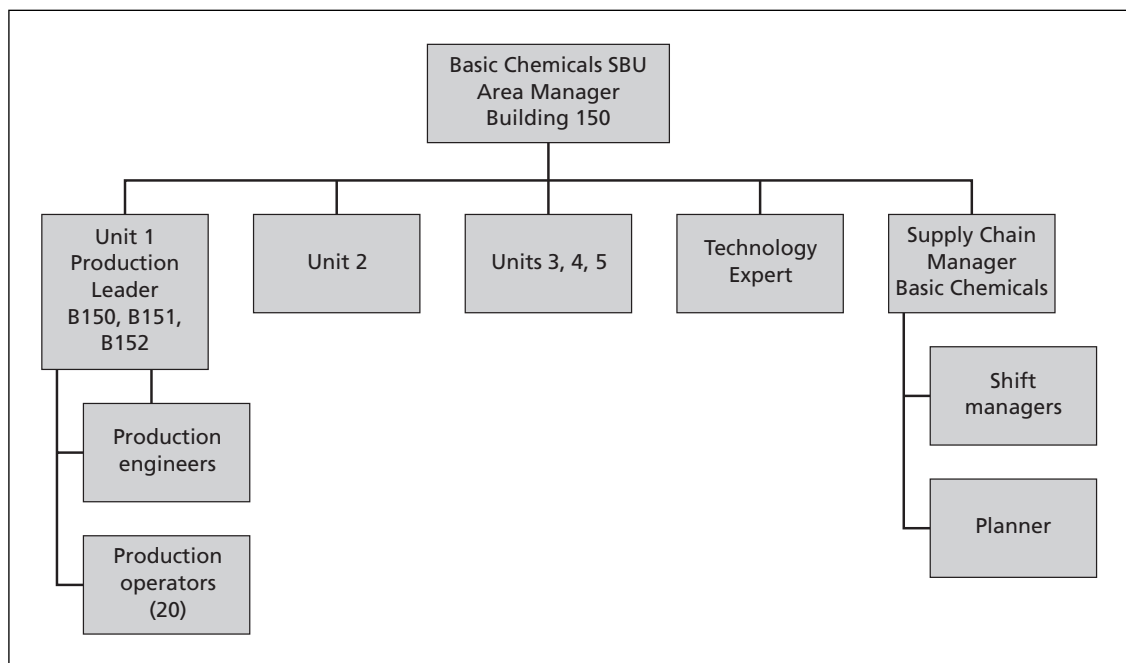 Basic Chemicals SBU
Area Manager
Building 150
Unit 1
Production
Leader
B150, B151,
B152
Unit 2
Units 3, 4, 5
Technology
Expert
Supply Chain
Manager
Basic Chemicals
Production
engineers
Production
operators
(20)
Shift
managers
Planner